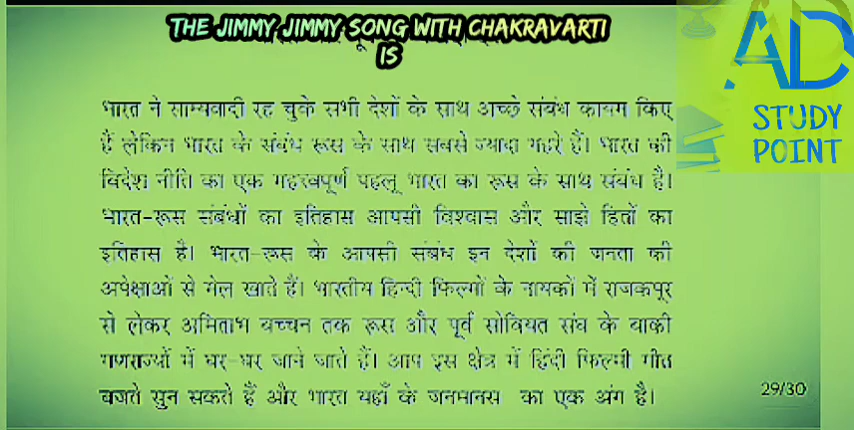 THE JIMMY JIMMY SONG WITH CHAKRAVARTI
IS
AD
STUDY
POINT
भारत ने साम्यवादी रह चुके सभी देशों के साथ अच्छे संबंध कायम किए
हैं लेकिन भारत के संबंध रूस के साथ सबसे ज्यादा गहरे हैं। भारत की
विदेश नीति का एक महत्त्वपूर्ण पहलू भारत का रूस के साथ संबंध है।
भारत-रूस संबंधों का इतिहास आपसी विश्वास और साझे हितों का
इतिहास है। भारत-रूस के आपसी संबंध इन देशों की जनता की
अपेक्षाओं से मेल खाते हैं। भारतीय हिन्दी फिल्मों के नायकों में राजकपूर
से लेकर अमिताभ बच्चन तक रूस और पूर्व सोवियत संघ के बाकी
गणराज्यों में घर-घर जाने जाते हैं। आप इस क्षेत्र में हिंदी फिल्मी गीत
बजते सुन सकते हैं और भारत यहाँ के जनमानस का एक अंग है।
29/30